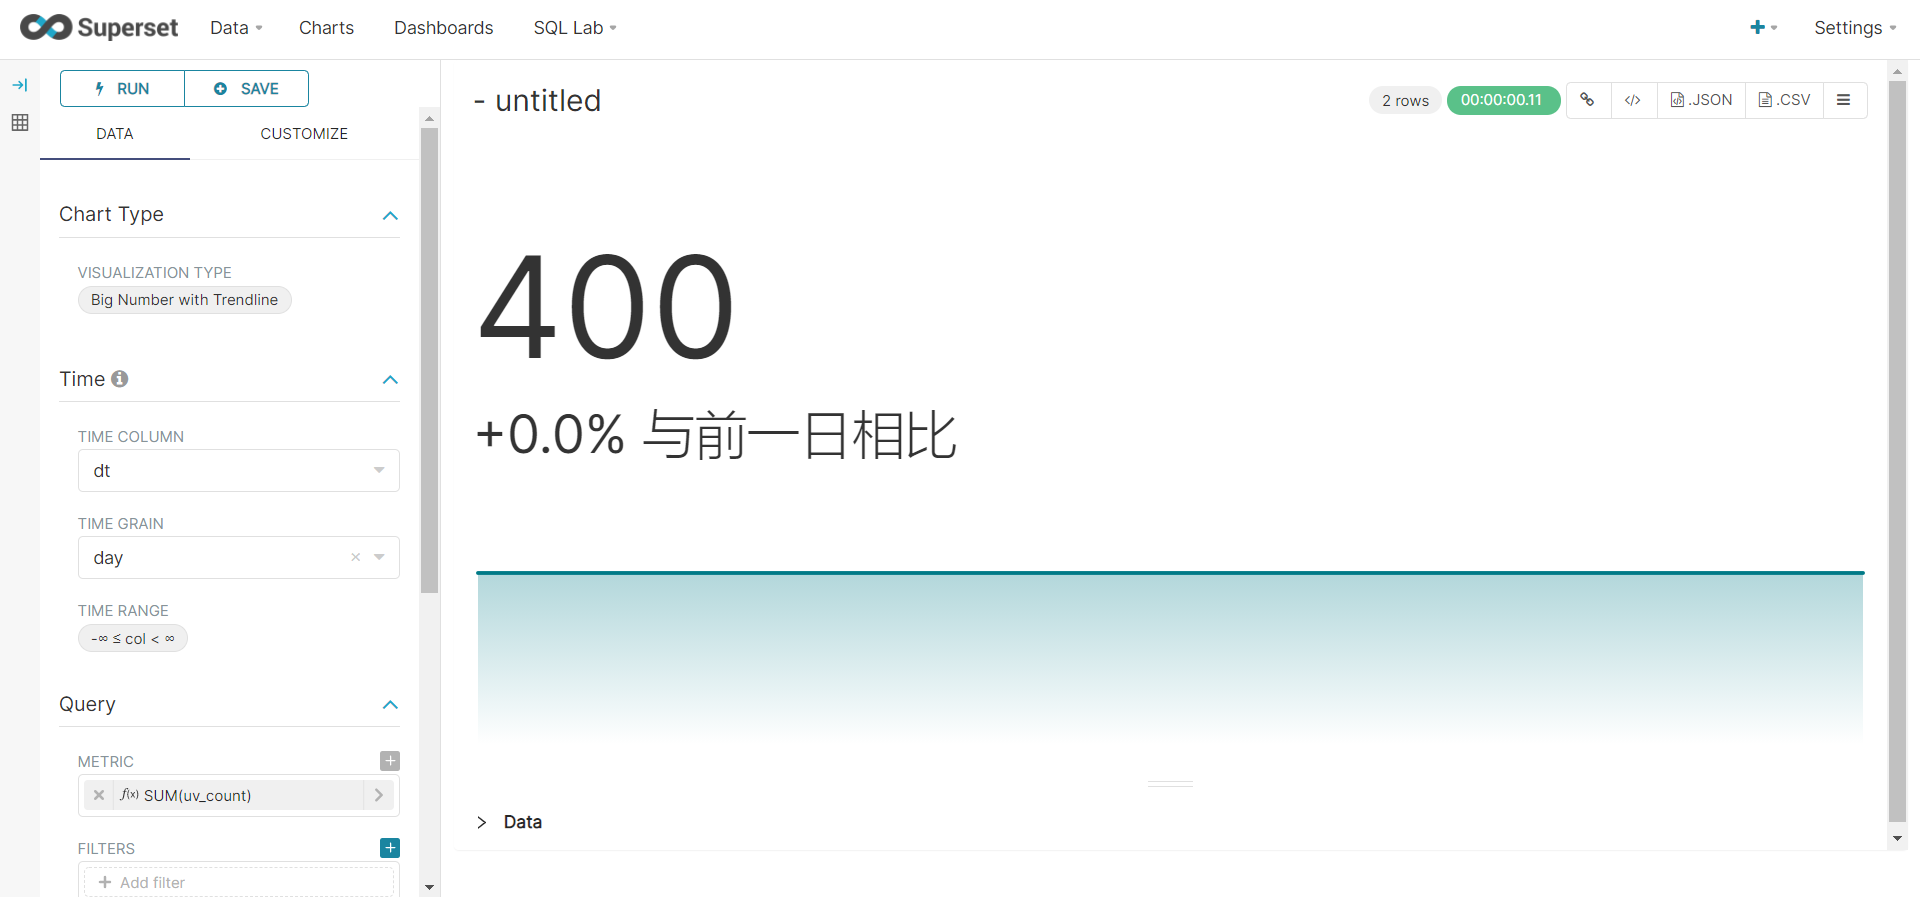 Superset Data Charts Dashboards SQL Lab + Settings
RUN SAVE
DATA CUSTOMIZE
Chart Type
VISUALIZATION TYPE
Big Number with Trendline
Time
TIME COLUMN
dt
TIME GRAIN
day
TIME RANGE
-∞ ≤ col < ∞
Query
METRIC
f(x) SUM(uv_count)
FILTERS
+ Add filter
- untitled
2 rows 00:00:00.11 </> .JSON .CSV
400
+0.0% 与前一日相比
Data